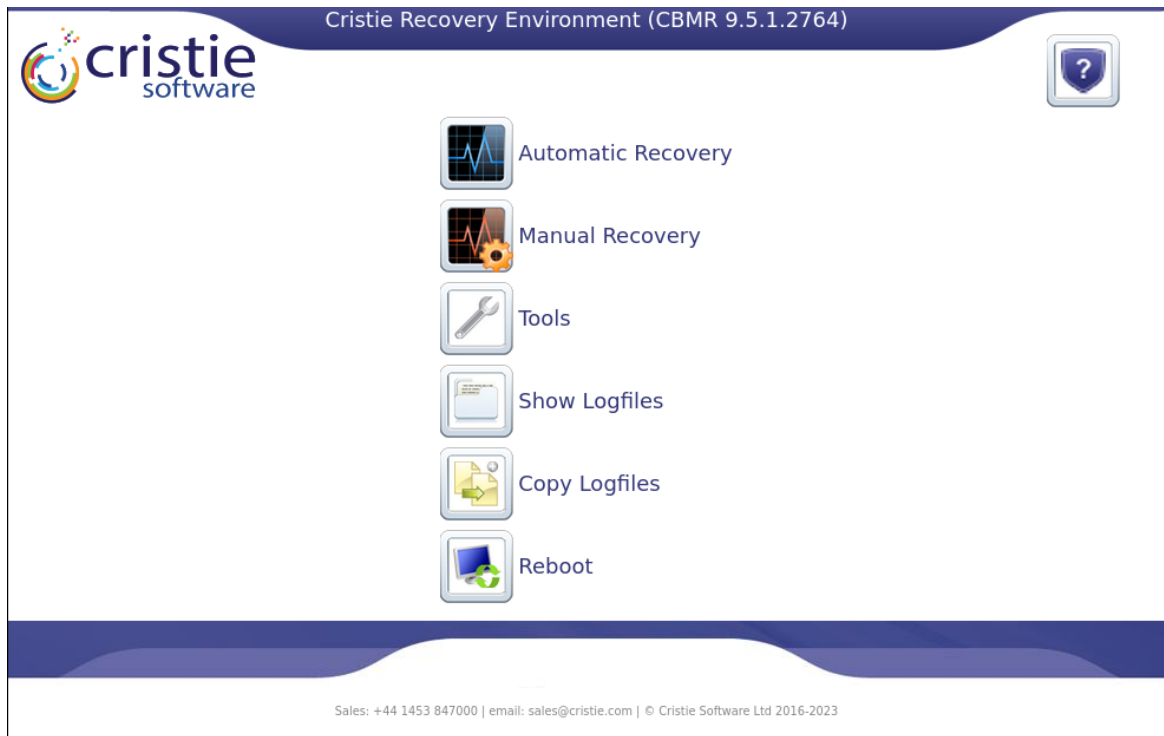 Cristie Recovery Environment (CBMR 9.5.1.2764)
cristie
software
?
Automatic Recovery
Manual Recovery
Tools
Show Logfiles
Copy Logfiles
Reboot
Sales: +44 1453 847000 | email: sales@cristie.com | © Cristie Software Ltd 2016-2023